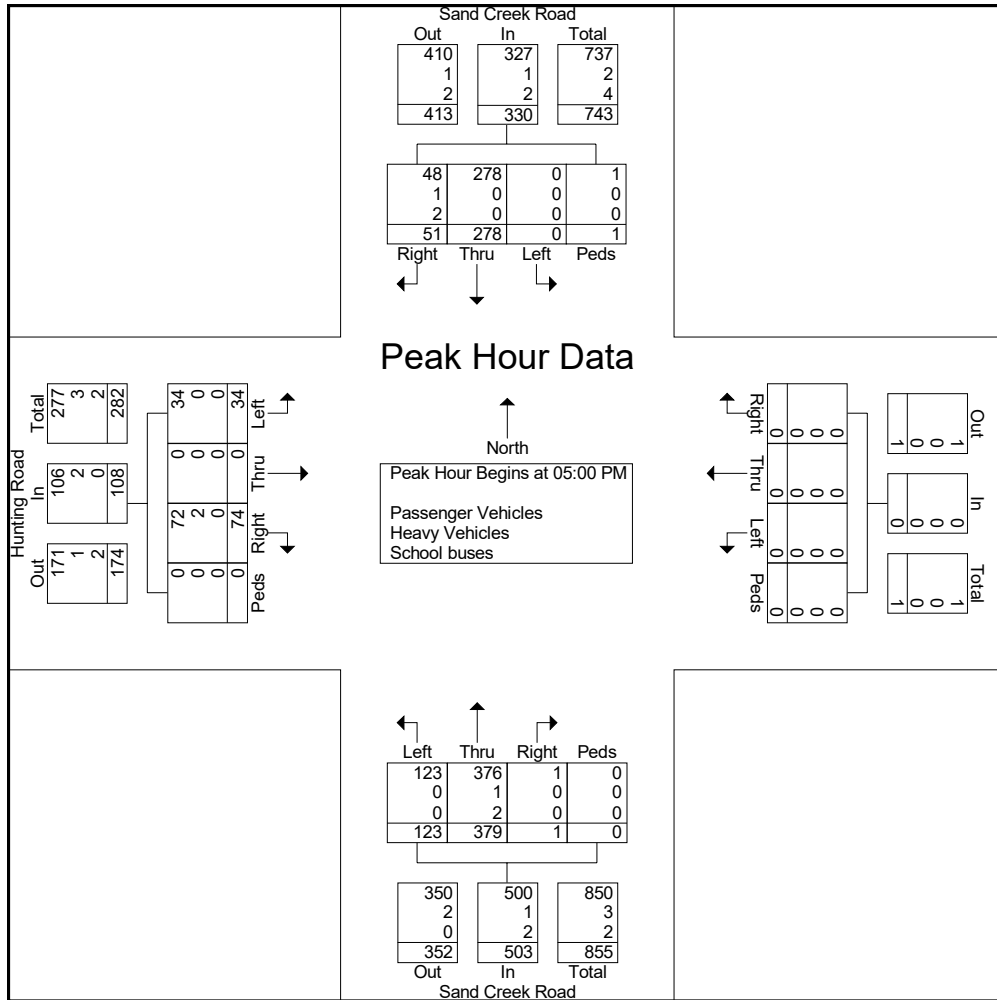 Sand Creek Road
Out In Total
410 327 737
1 1 2
2 2 4
413 330 743
48 278 0 1
1 0 0 0
2 0 0 0
51 278 0 1
Right Thru Left Peds
Peak Hour Data
North
Peak Hour Begins at 05:00 PM
Passenger Vehicles
Heavy Vehicles
School buses
Hunting Road
Out In Total
171 106 277
1 2 3
2 0 2
174 108 282
0 72 0 34
0 2 0 0
0 0 0 0
0 74 0 34
Peds Right Thru Left
Out In Total
1 0 1
0 0 0
0 0 0
1 0 1
0 0 0 0
0 0 0 0
0 0 0 0
0 0 0 0
Right Thru Left Peds
Left Thru Right Peds
123 376 1 0
0 1 0 0
0 2 0 0
123 379 1 0
350 500 850
2 1 3
0 2 2
352 503 855
Out In Total
Sand Creek Road